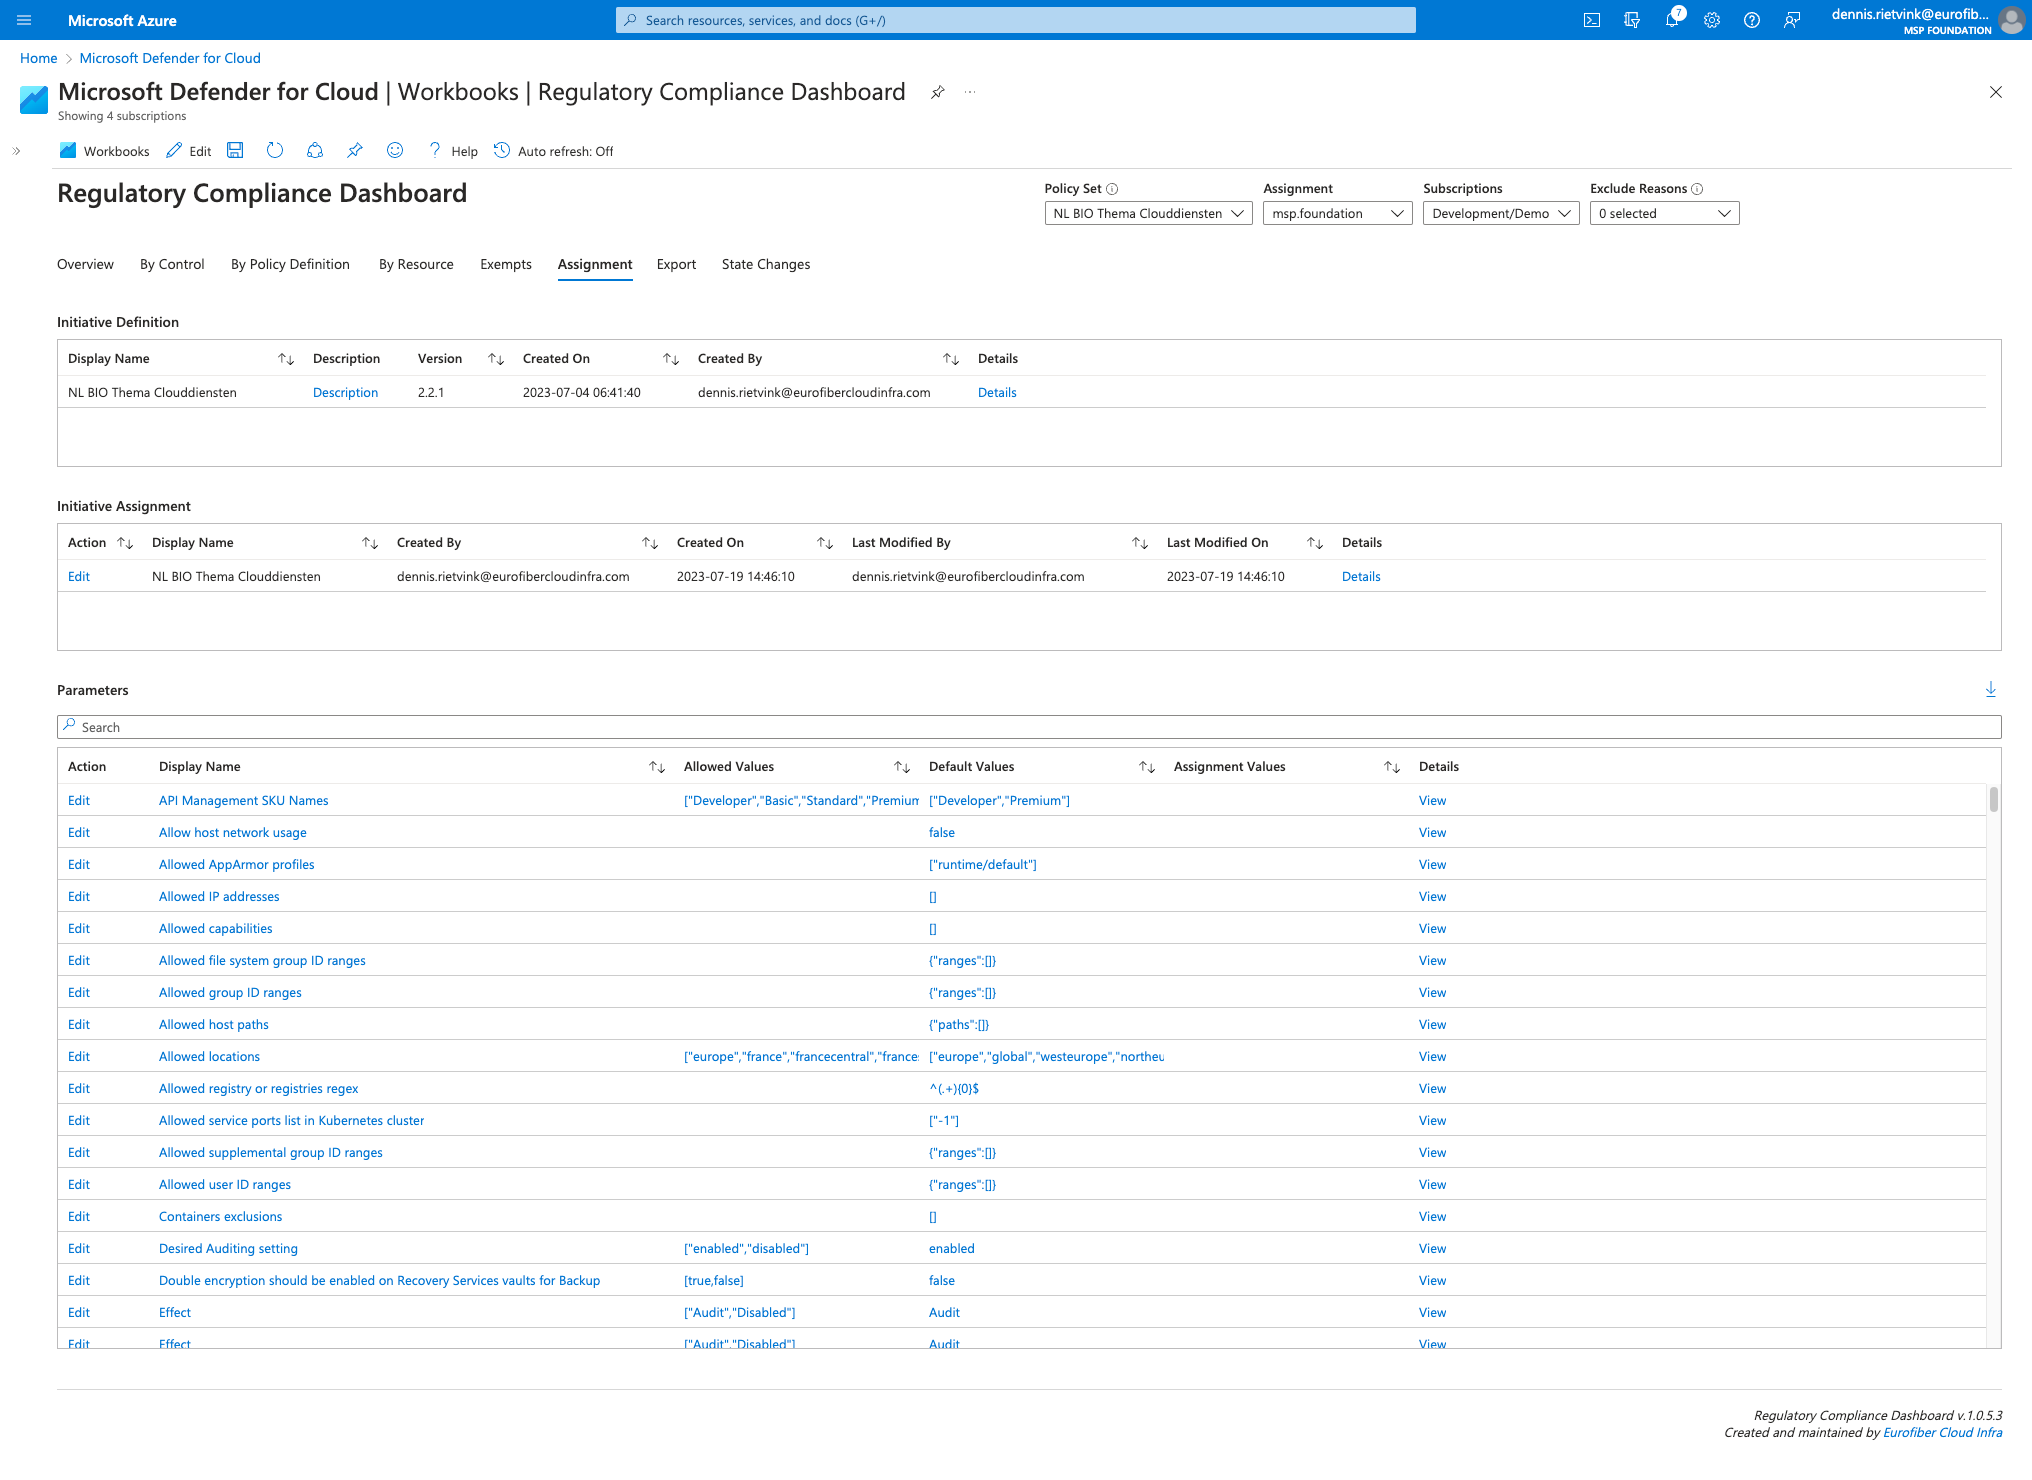 Microsoft Azure
Search resources, services, and docs (G+/)
7
dennis.rietvink@eurofib...
MSP FOUNDATION
Home > Microsoft Defender for Cloud
Microsoft Defender for Cloud | Workbooks | Regulatory Compliance Dashboard
Showing 4 subscriptions
Workbooks Edit Help Auto refresh: Off
Regulatory Compliance Dashboard
Policy Set Assignment Subscriptions Exclude Reasons
NL BIO Thema Clouddiensten msp.foundation Development/Demo 0 selected
Overview By Control By Policy Definition By Resource Exempts Assignment Export State Changes
Initiative Definition
Display Name Description Version Created On Created By Details
NL BIO Thema Clouddiensten Description 2.2.1 2023-07-04 06:41:40 dennis.rietvink@eurofibercloudinfra.com Details
Initiative Assignment
Action Display Name Created By Created On Last Modified By Last Modified On Details
Edit NL BIO Thema Clouddiensten dennis.rietvink@eurofibercloudinfra.com 2023-07-19 14:46:10 dennis.rietvink@eurofibercloudinfra.com 2023-07-19 14:46:10 Details
Parameters
Search
Action Display Name Allowed Values Default Values Assignment Values Details
Edit API Management SKU Names ["Developer","Basic","Standard","Premium ["Developer","Premium"] View
Edit Allow host network usage false View
Edit Allowed AppArmor profiles ["runtime/default"] View
Edit Allowed IP addresses [] View
Edit Allowed capabilities [] View
Edit Allowed file system group ID ranges {"ranges":[]} View
Edit Allowed group ID ranges {"ranges":[]} View
Edit Allowed host paths {"paths":[]} View
Edit Allowed locations ["europe","france","francecentral","frances ["europe","global","westeurope","northeu View
Edit Allowed registry or registries regex ^(.+){0}$ View
Edit Allowed service ports list in Kubernetes cluster ["-1"] View
Edit Allowed supplemental group ID ranges {"ranges":[]} View
Edit Allowed user ID ranges {"ranges":[]} View
Edit Containers exclusions [] View
Edit Desired Auditing setting ["enabled","disabled"] enabled View
Edit Double encryption should be enabled on Recovery Services vaults for Backup [true,false] false View
Edit Effect ["Audit","Disabled"] Audit View
Edit Effect ["Audit","Disabled"] Audit View
Regulatory Compliance Dashboard v.1.0.5.3
Created and maintained by Eurofiber Cloud Infra